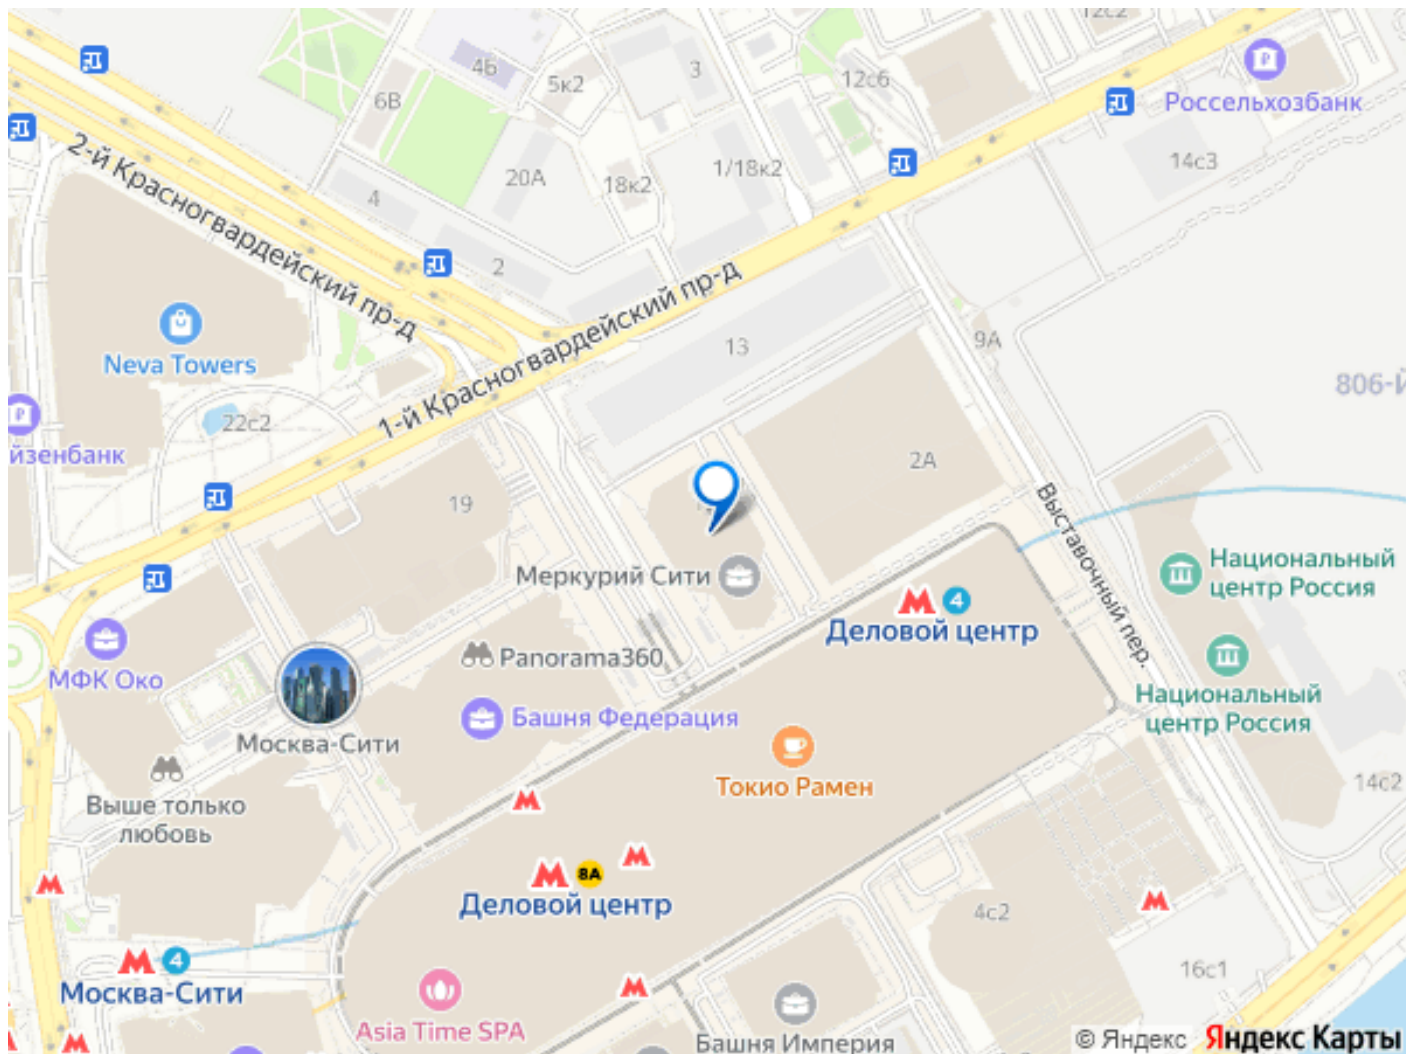 12с2
4Б
5к2
3
12с6
6В
Россельхозбанк
2-й Красногвардейский пр-д
20А
18к2
1/18к2
14с3
4
2
1-й Красногвардейский пр-д
13
9А
Neva Towers
806-Й
22с2
йзенбанк
2А
19
Выставочный пер.
Меркурий Сити
4
Деловой центр
Национальный
центр Россия
МФК Око
Panorama360
Национальный
центр Россия
Башня Федерация
Москва-Сити
Токио Рамен
14с2
Выше только
любовь
8А
Деловой центр
4с2
4
Москва-Сити
16с1
Asia Time SPA
Башня Империя
© Яндекс Яндекс Карты